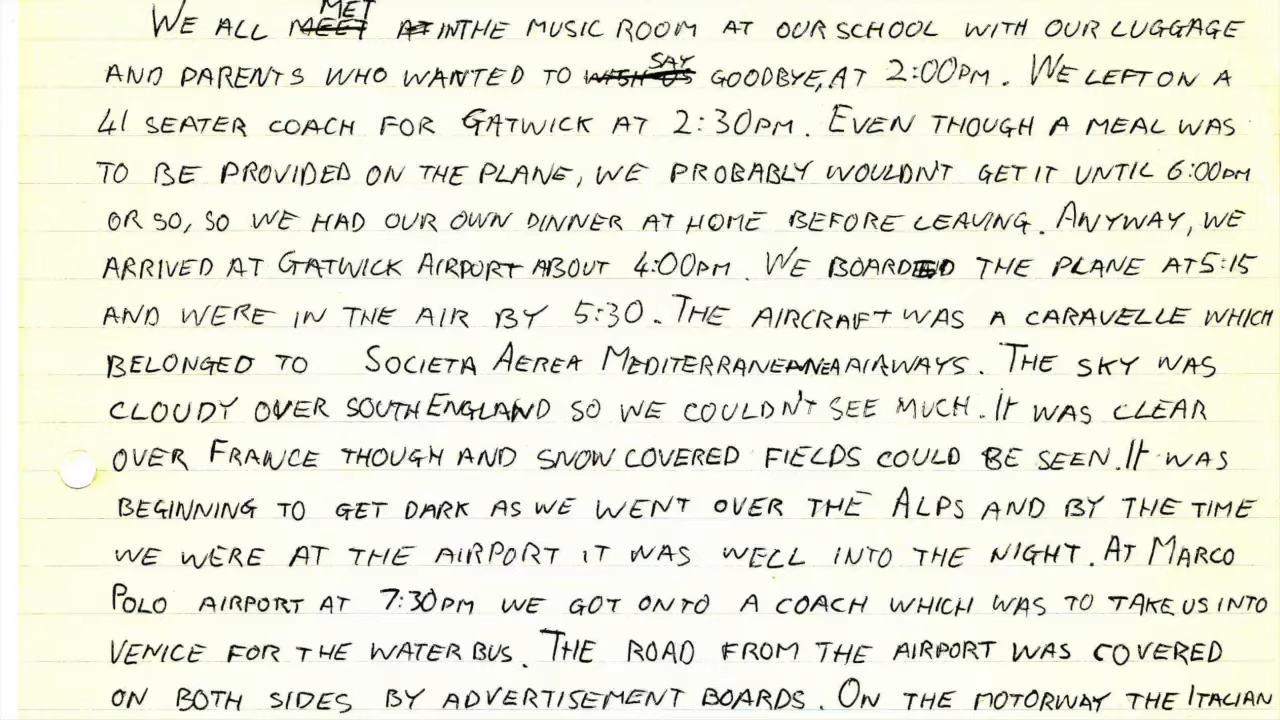 WE ALL MEET MET AT IN THE MUSIC ROOM AT OUR SCHOOL WITH OUR LUGGAGE
AND PARENTS WHO WANTED TO WISH US SAY GOODBYE, AT 2:00PM. WE LEFT ON A
41 SEATER COACH FOR GATWICK AT 2:30PM. EVEN THOUGH A MEAL WAS
TO BE PROVIDED ON THE PLANE, WE PROBABLY WOULDN'T GET IT UNTIL 6:00PM
OR SO, SO WE HAD OUR OWN DINNER AT HOME BEFORE LEAVING. ANYWAY, WE
ARRIVED AT GATWICK AIRPORT ABOUT 4:00PM. WE BOARDED THE PLANE AT 5:15
AND WERE IN THE AIR BY 5:30. THE AIRCRAFT WAS A CARAVELLE WHICH
BELONGED TO SOCIETA AEREA MEDITERRANEANEA AIRWAYS. THE SKY WAS
CLOUDY OVER SOUTH ENGLAND SO WE COULDN'T SEE MUCH. IT WAS CLEAR
OVER FRANCE THOUGH AND SNOW COVERED FIELDS COULD BE SEEN. IT WAS
BEGINNING TO GET DARK AS WE WENT OVER THE ALPS AND BY THE TIME
WE WERE AT THE AIRPORT IT WAS WELL INTO THE NIGHT. AT MARCO
POLO AIRPORT AT 7:30PM WE GOT ONTO A COACH WHICH WAS TO TAKE US INTO
VENICE FOR THE WATER BUS. THE ROAD FROM THE AIRPORT WAS COVERED
ON BOTH SIDES BY ADVERTISEMENT BOARDS. ON THE MOTORWAY THE ITALIAN